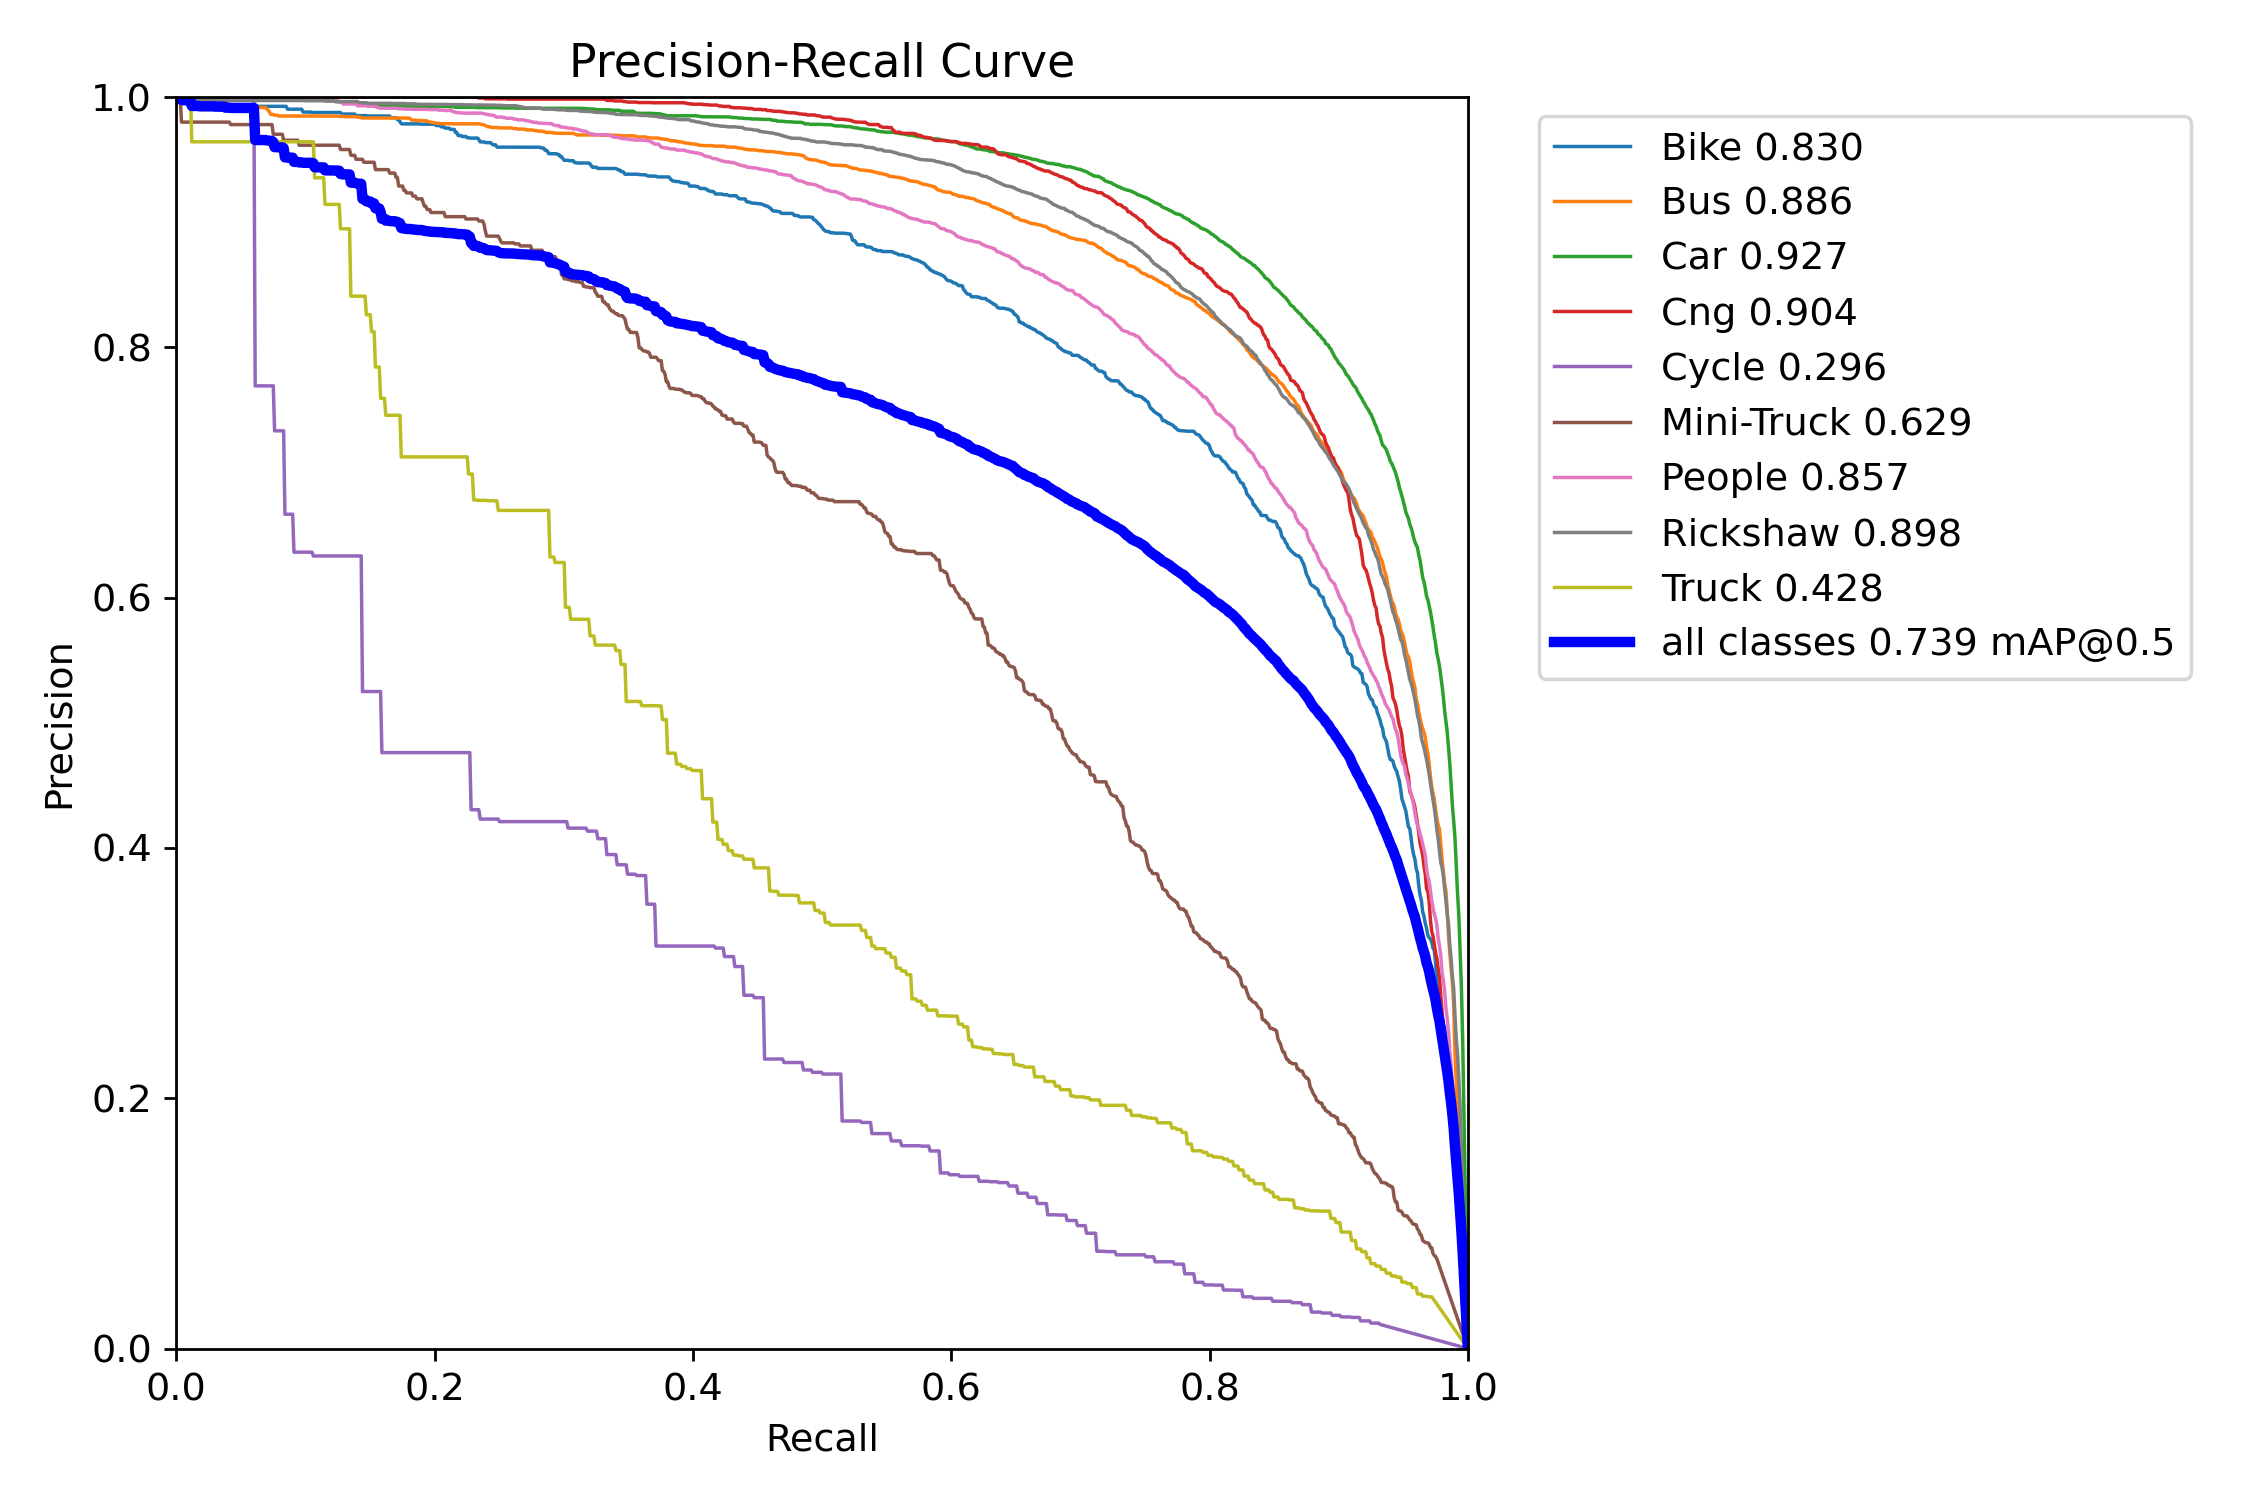 Precision-Recall Curve
1.0
0.8
0.6
0.4
0.2
0.0
Precision
0.0 0.2 0.4 0.6 0.8 1.0
Recall
Bike 0.830
Bus 0.886
Car 0.927
Cng 0.904
Cycle 0.296
Mini-Truck 0.629
People 0.857
Rickshaw 0.898
Truck 0.428
all classes 0.739 mAP@0.5